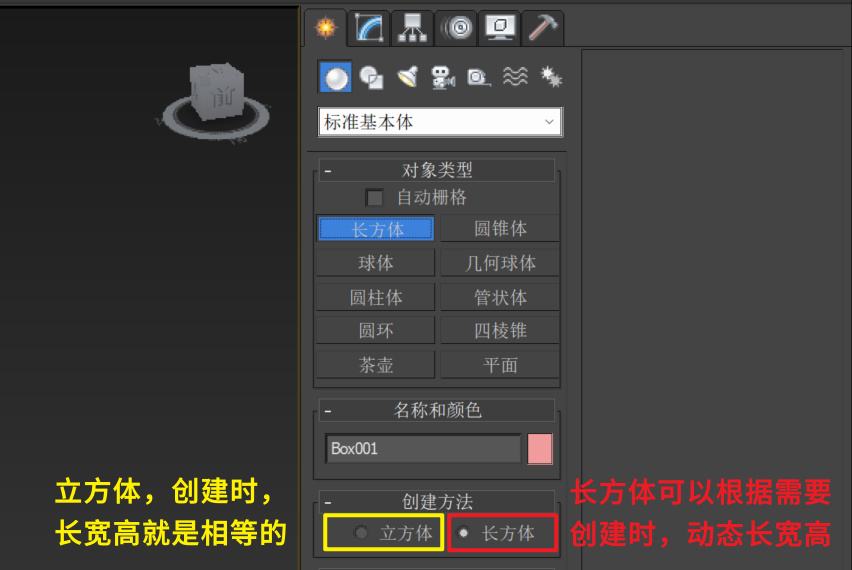 前
标准基本体
- 对象类型
自动栅格
长方体 圆锥体
球体 几何球体
圆柱体 管状体
圆环 四棱锥
茶壶 平面
- 名称和颜色
Box001
- 创建方法
立方体 长方体
立方体，创建时，
长宽高就是相等的
长方体可以根据需要
创建时，动态长宽高